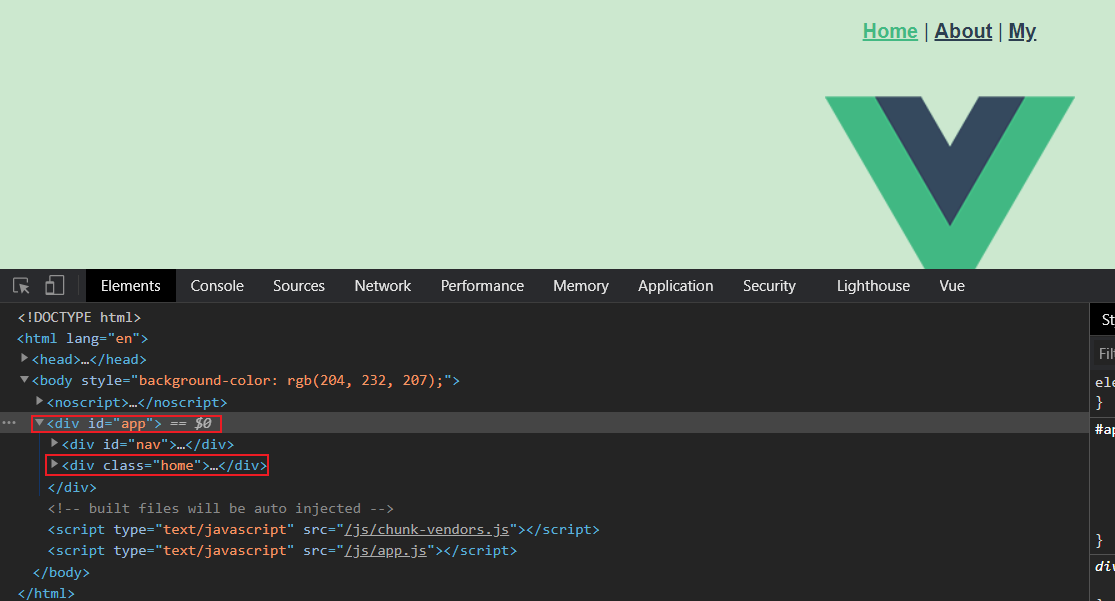 Home | About | My
Elements Console Sources Network Performance Memory Application Security Lighthouse Vue
<!DOCTYPE html>
<html lang="en">
<head>…</head>
<body style="background-color: rgb(204, 232, 207);">
<noscript>…</noscript>
<div id="app"> == $0
<div id="nav">…</div>
<div class="home">…</div>
</div>
<!-- built files will be auto injected -->
<script type="text/javascript" src="/js/chunk-vendors.js"></script>
<script type="text/javascript" src="/js/app.js"></script>
</body>
</html>
St
Fil
ele
}
#ap
}
div